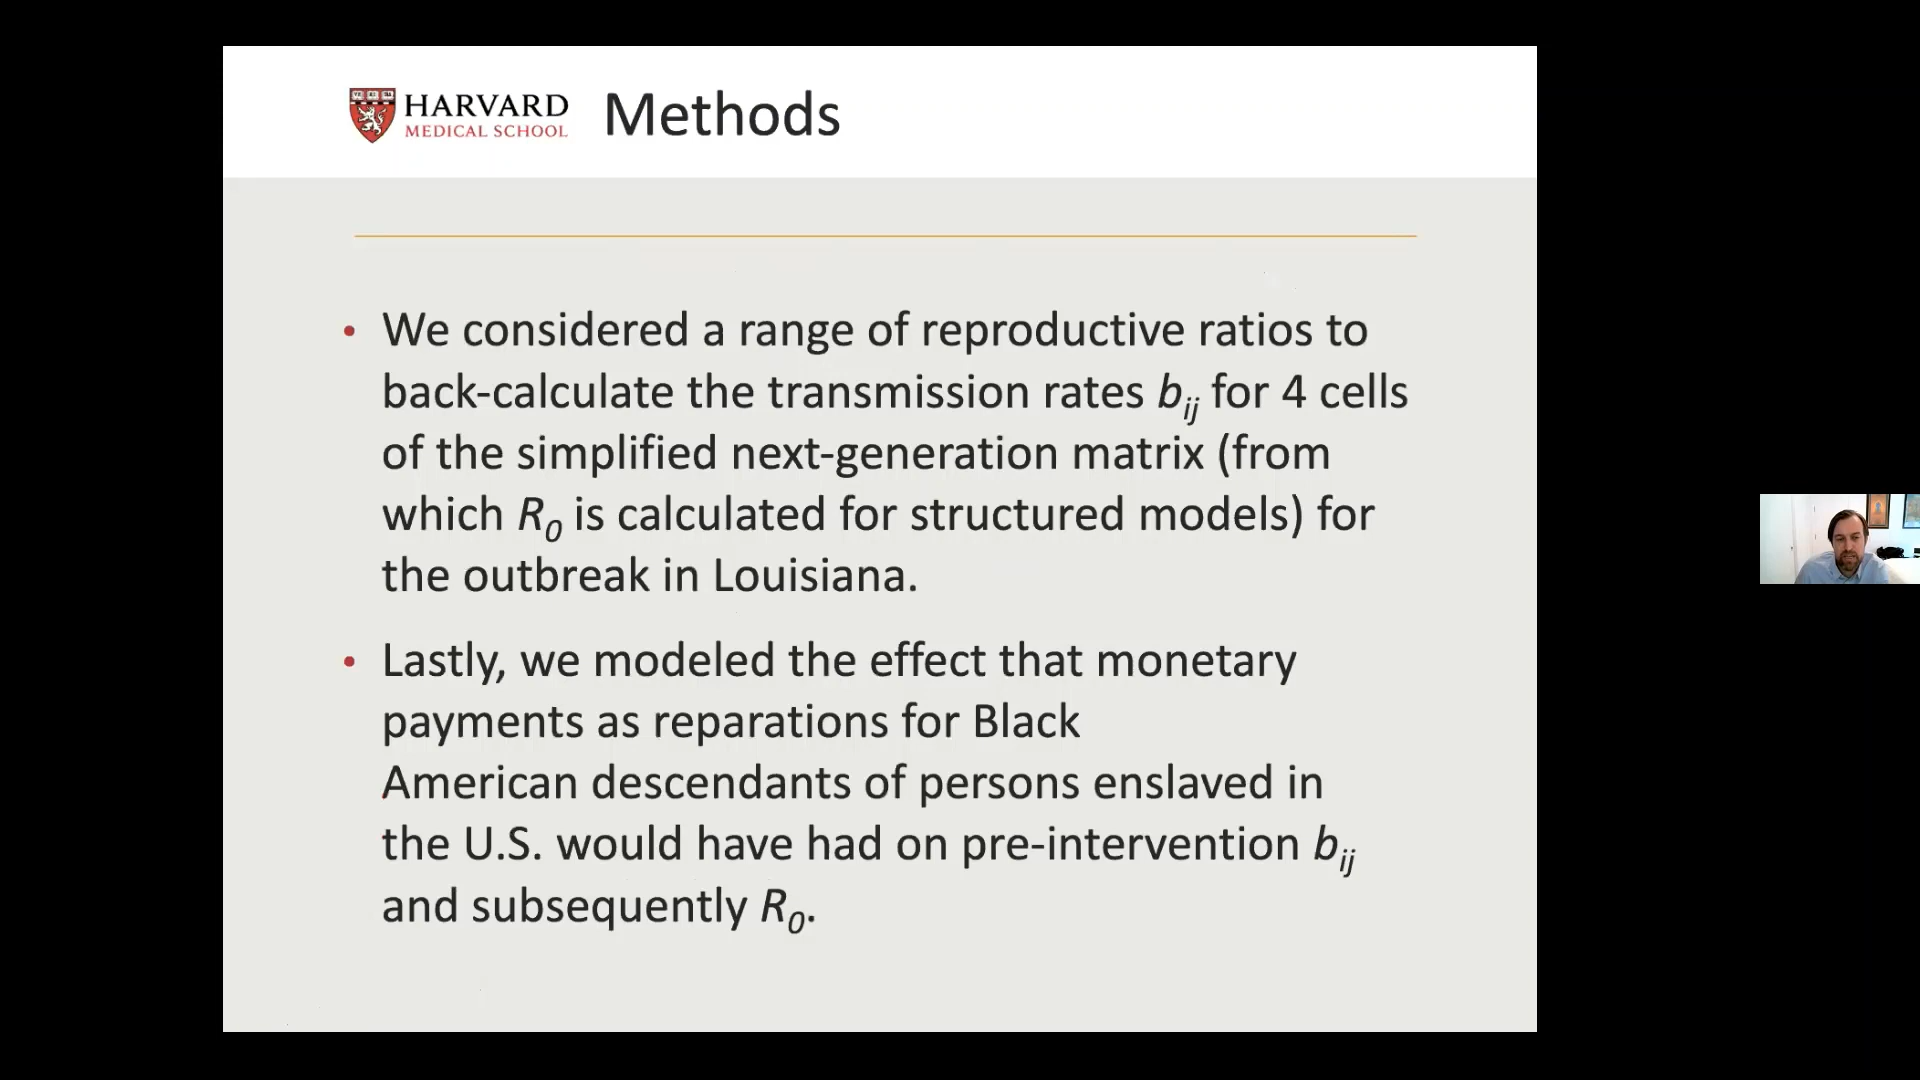 HARVARD
MEDICAL SCHOOL
Methods
• We considered a range of reproductive ratios to
back-calculate the transmission rates bij for 4 cells
of the simplified next-generation matrix (from
which R0 is calculated for structured models) for
the outbreak in Louisiana.
• Lastly, we modeled the effect that monetary
payments as reparations for Black
American descendants of persons enslaved in
the U.S. would have had on pre-intervention bij
and subsequently R0.